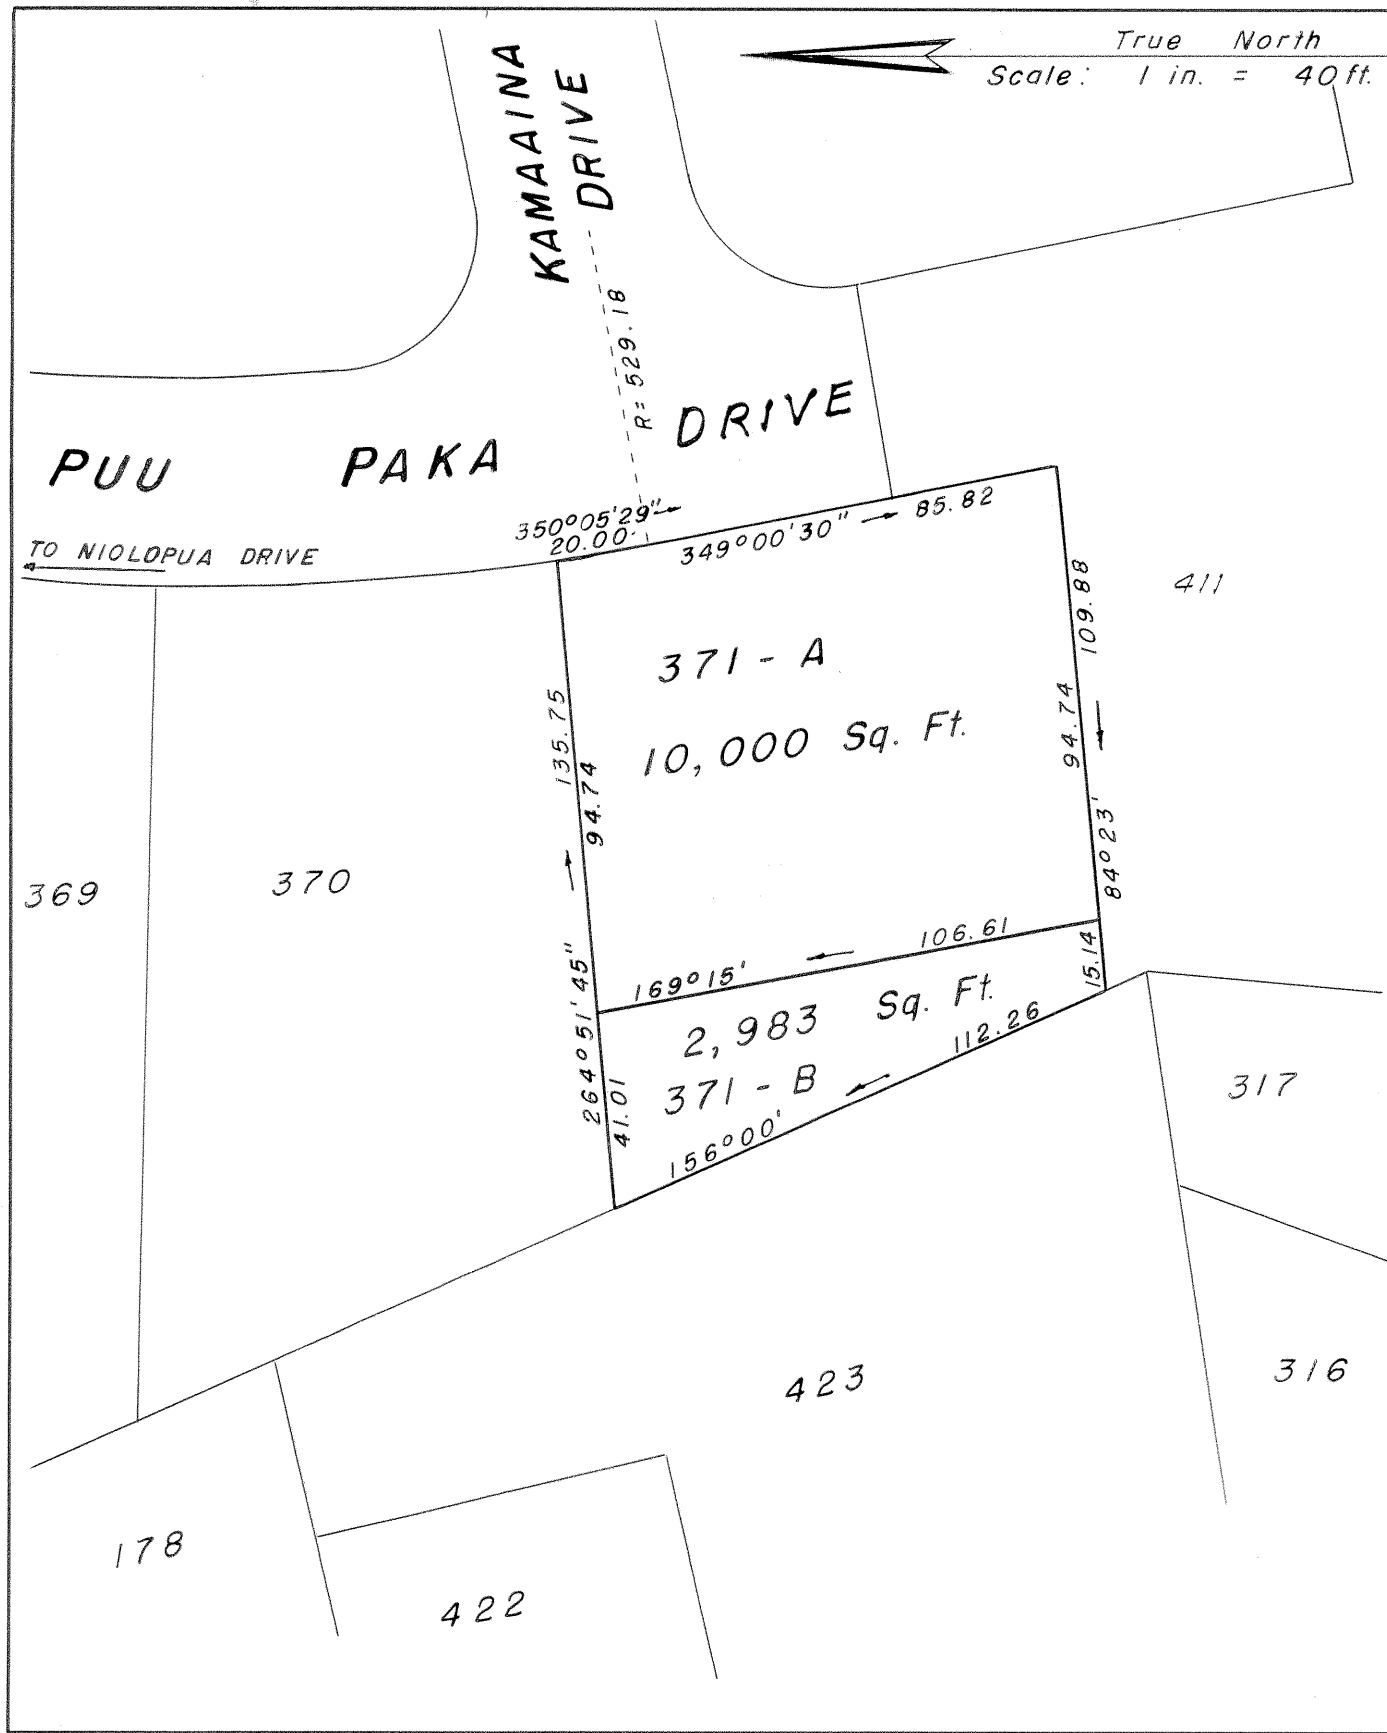 True North
Scale: 1 in. = 40 ft.
KAMAAINA
DRIVE
R= 529.18
PUU PAKA DRIVE
TO NIOLOPUA DRIVE
350°05'29"
20.00
349°00'30" 85.82
411
371 - A
10,000 Sq. Ft.
135.75
94.74
264°51'45"
41.01
109.88
94.74
84°23'
15.14
369
370
106.61
169°15'
2,983 Sq. Ft.
371 - B
112.26
156°00'
317
316
423
178
422